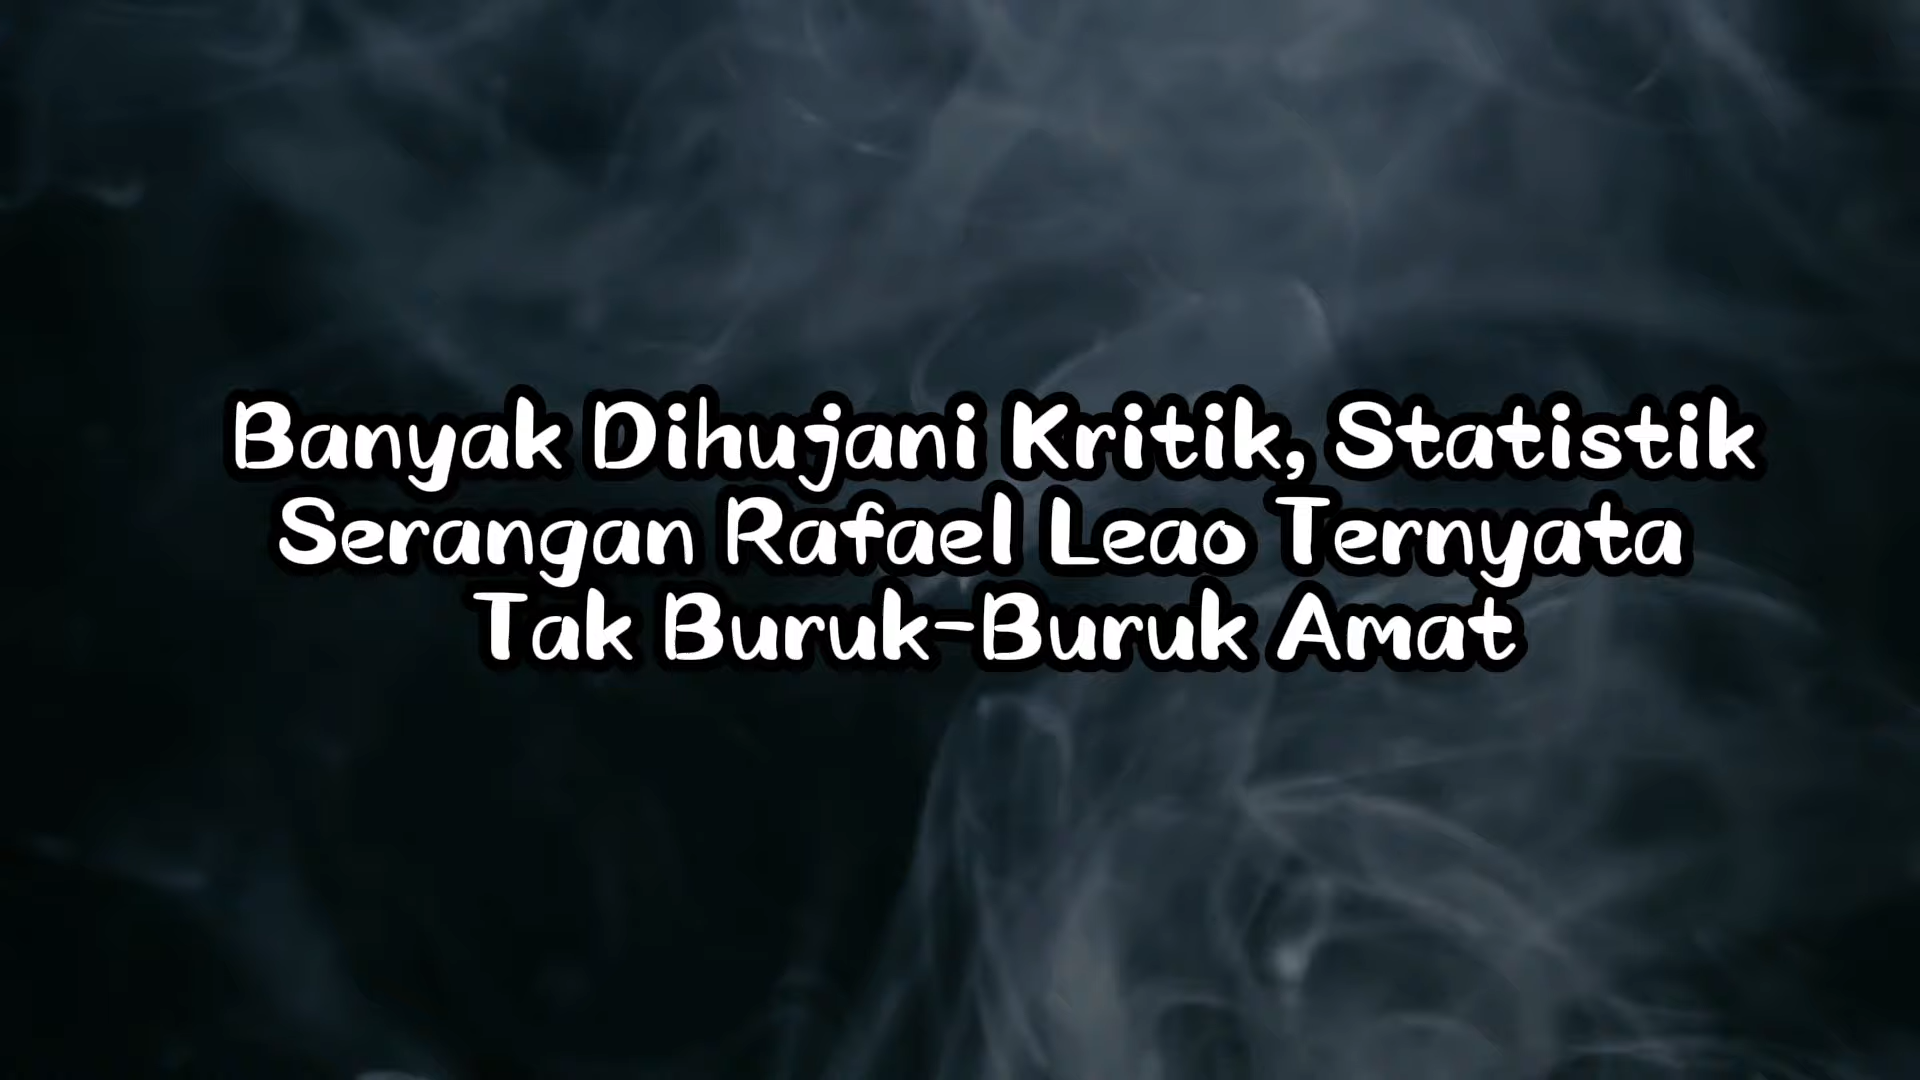 Banyak Dihujani Kritik, Statistik
Serangan Rafael Leao Ternyata
Tak Buruk-Buruk Amat